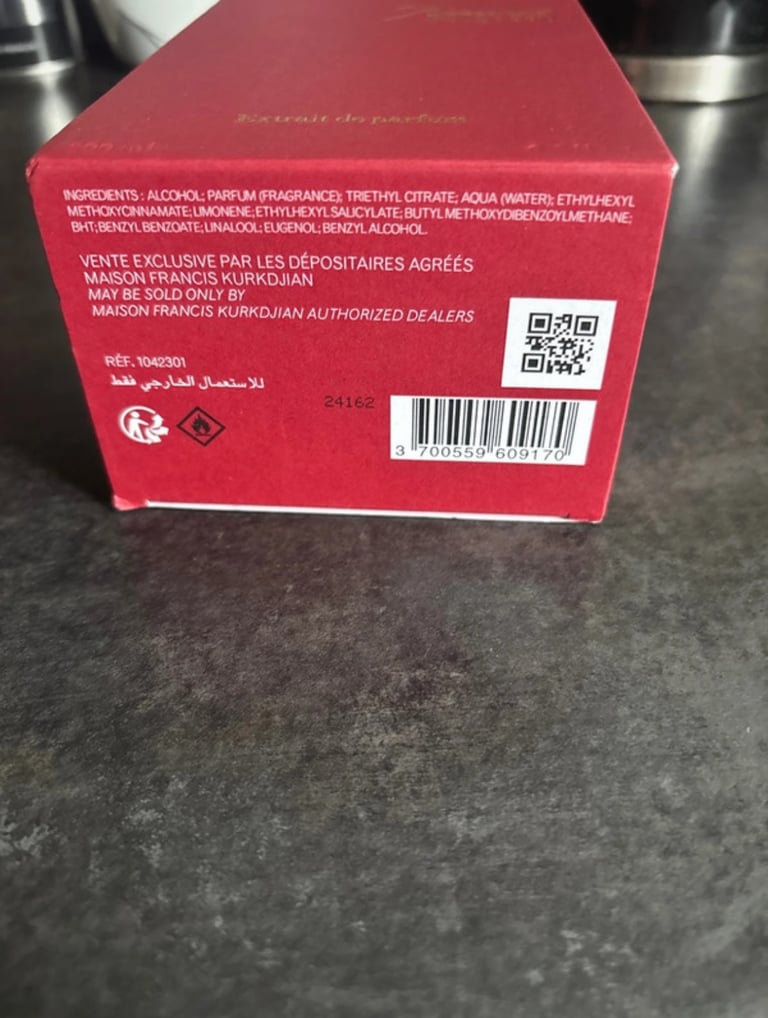 Extrait de parfum
INGREDIENTS : ALCOHOL; PARFUM (FRAGRANCE); TRIETHYL CITRATE; AQUA (WATER); ETHYLHEXYL
METHOXYCINNAMATE; LIMONENE; ETHYLHEXYL SALICYLATE; BUTYL METHOXYDIBENZOYLMETHANE;
BHT; BENZYL BENZOATE; LINALOOL; EUGENOL; BENZYL ALCOHOL.
VENTE EXCLUSIVE PAR LES DÉPOSITAIRES AGRÉÉS
MAISON FRANCIS KURKDJIAN
MAY BE SOLD ONLY BY
MAISON FRANCIS KURKDJIAN AUTHORIZED DEALERS
RÉF. 1042301
للاستعمال الخارجي فقط
24162
3 700559 609170